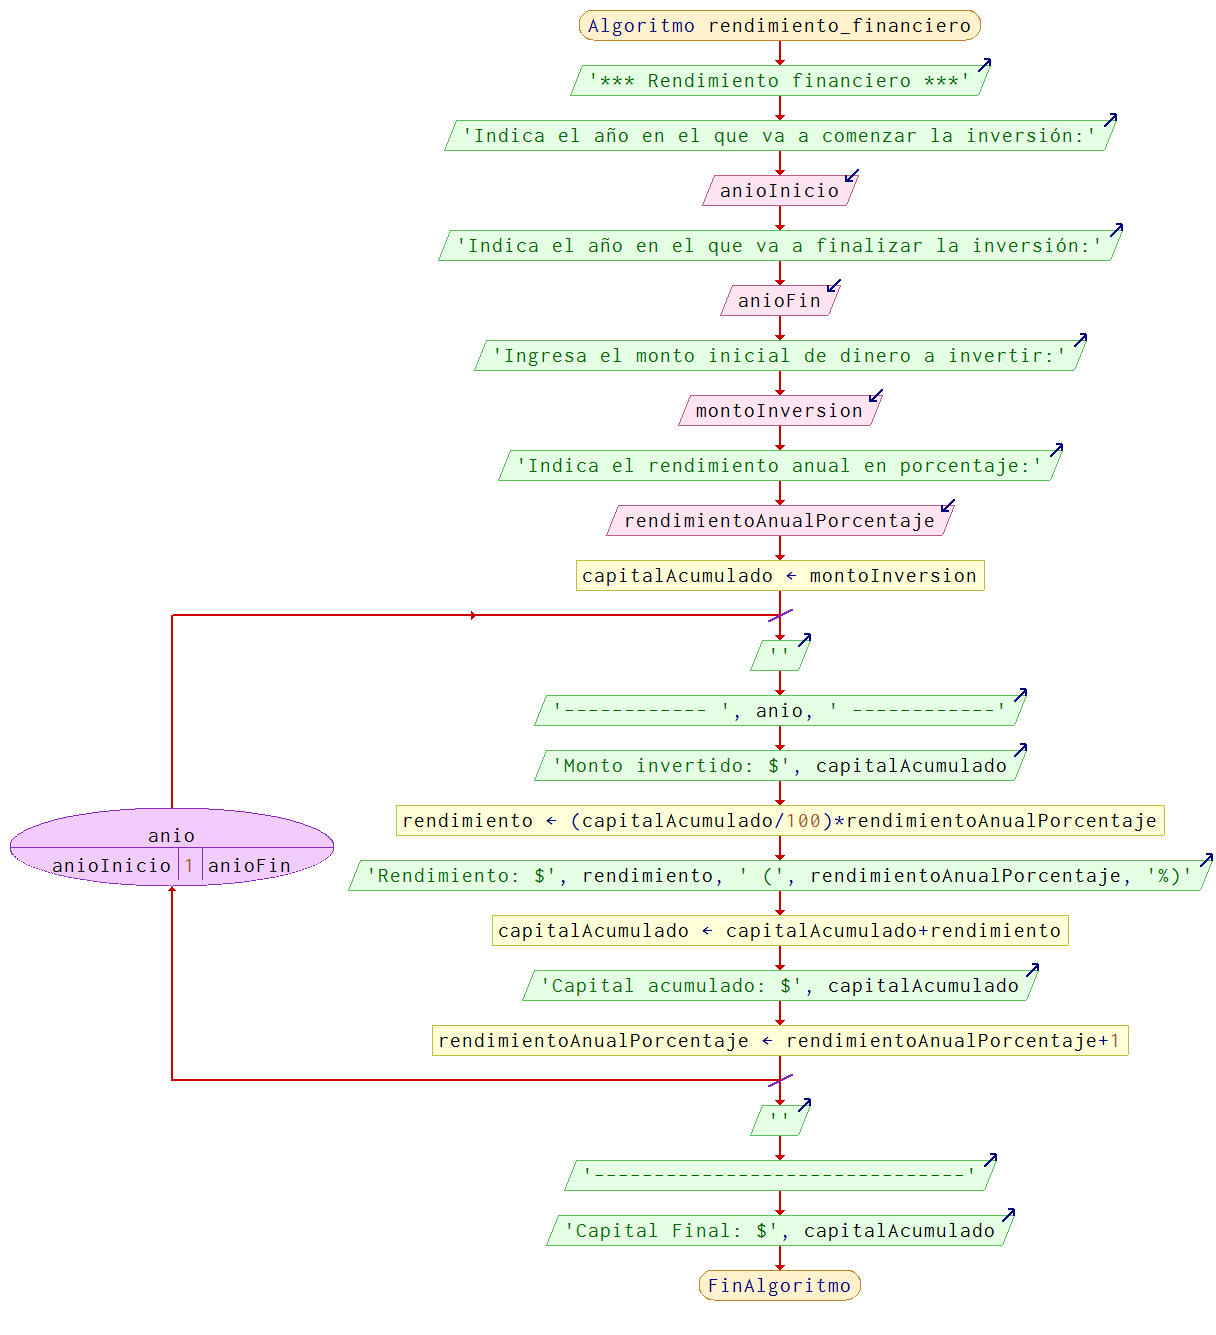 Algoritmo rendimiento_financiero
'*** Rendimiento financiero ***'
'Indica el año en el que va a comenzar la inversión:'
anioInicio
'Indica el año en el que va a finalizar la inversión:'
anioFin
'Ingresa el monto inicial de dinero a invertir:'
montoInversion
'Indica el rendimiento anual en porcentaje:'
rendimientoAnualPorcentaje
capitalAcumulado ← montoInversion
''
'------------ ', anio, ' ------------'
'Monto invertido: $', capitalAcumulado
rendimiento ← (capitalAcumulado/100)*rendimientoAnualPorcentaje
anio
anioInicio 1 anioFin
'Rendimiento: $', rendimiento, ' (', rendimientoAnualPorcentaje, '%)'
capitalAcumulado ← capitalAcumulado+rendimiento
'Capital acumulado: $', capitalAcumulado
rendimientoAnualPorcentaje ← rendimientoAnualPorcentaje+1
''
'-------------------------------'
'Capital Final: $', capitalAcumulado
FinAlgoritmo